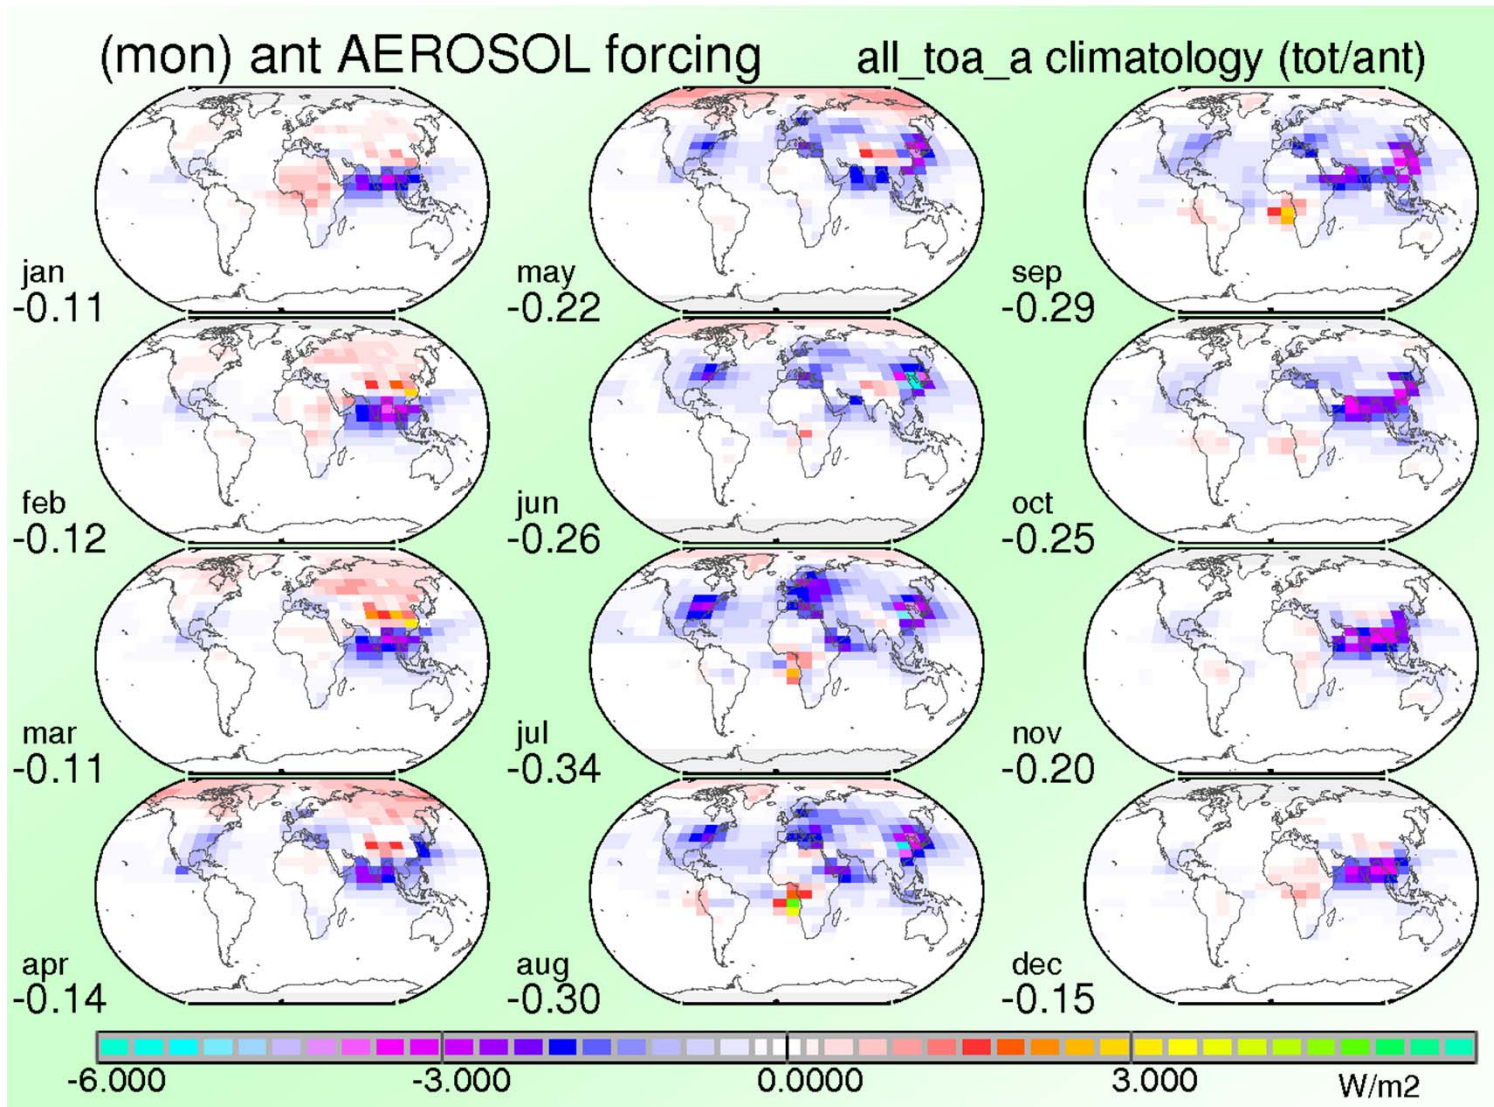 (mon) ant AEROSOL forcing
all_toa_a climatology (tot/ant)
jan
-0.11
may
-0.22
sep
-0.29
feb
-0.12
jun
-0.26
oct
-0.25
mar
-0.11
jul
-0.34
nov
-0.20
apr
-0.14
aug
-0.30
dec
-0.15
-6.000 -3.000 0.0000 3.000 W/m2